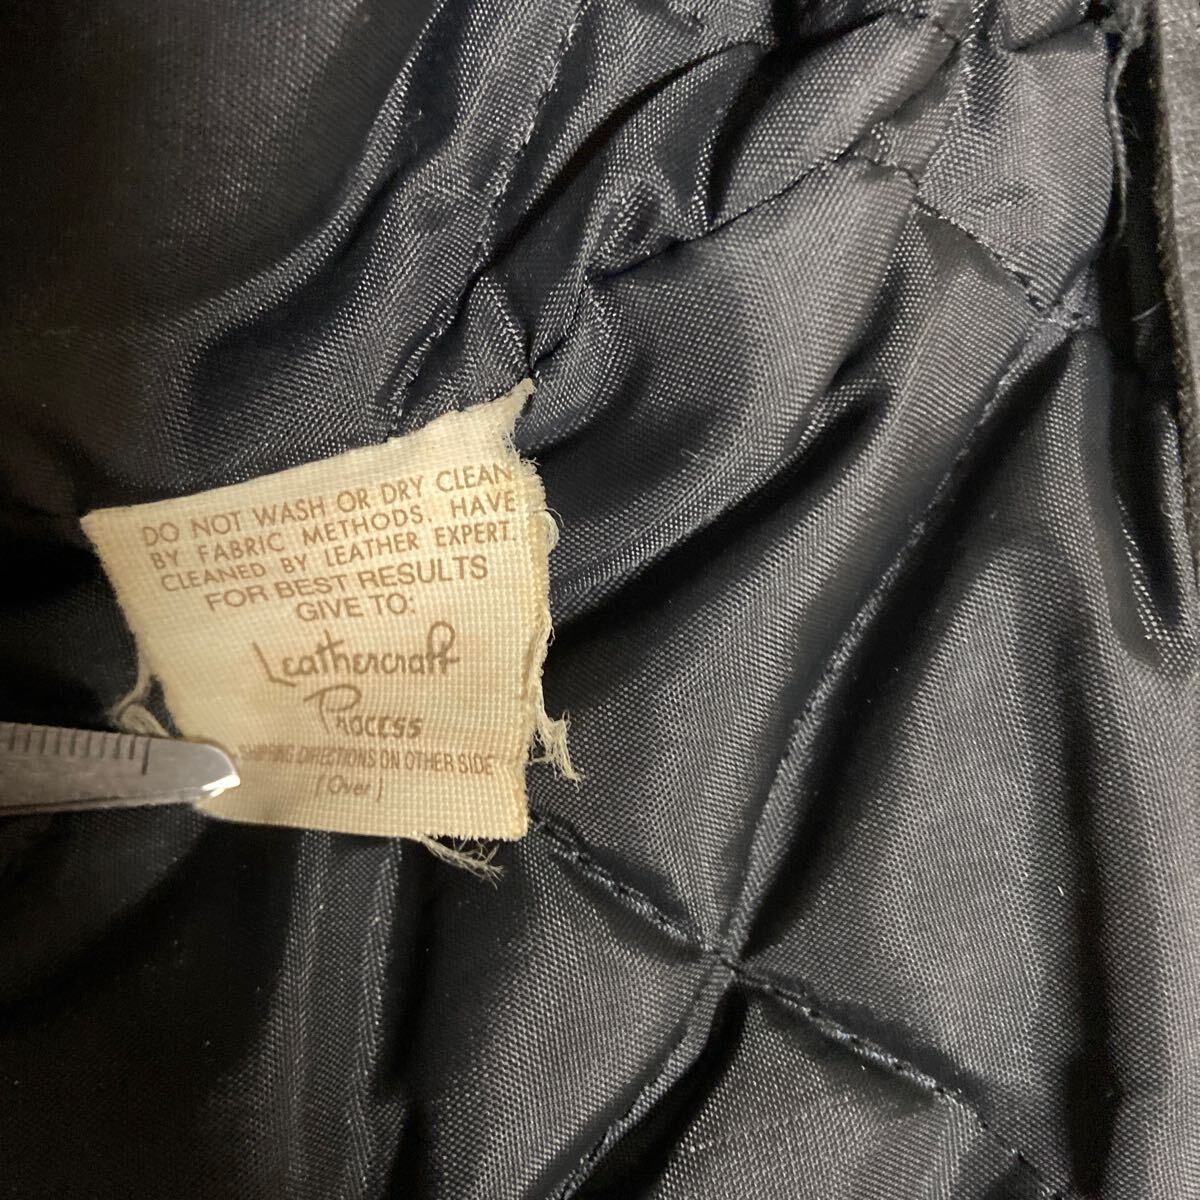 DO NOT WASH OR DRY CLEAN
BY FABRIC METHODS. HAVE
CLEANED BY LEATHER EXPERT.
FOR BEST RESULTS
GIVE TO:
Leathercraft
Process
SHIPPING DIRECTIONS ON OTHER SIDE
(Over)